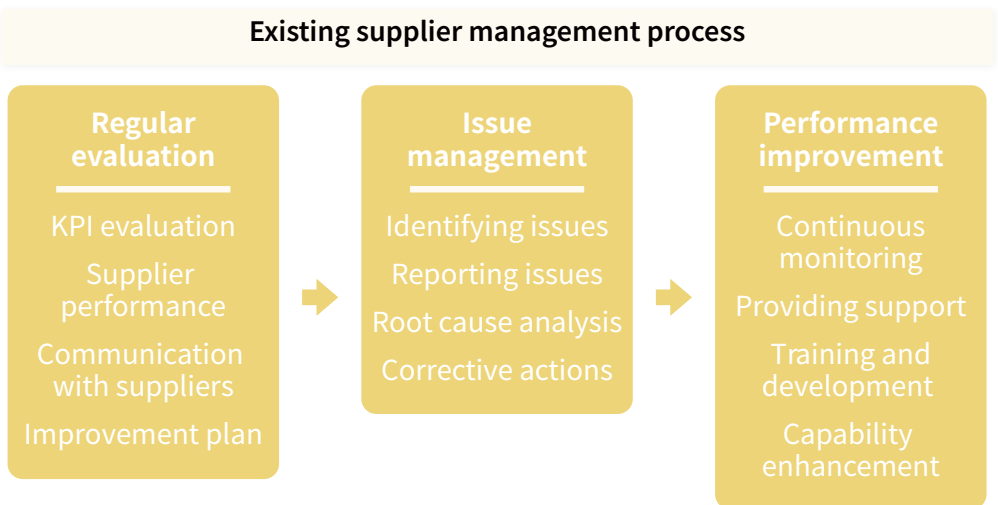 Existing supplier management process
Regular
evaluation
KPI evaluation
Supplier
performance
Communication
with suppliers
Improvement plan
Issue
management
Identifying issues
Reporting issues
Root cause analysis
Corrective actions
Performance
improvement
Continuous
monitoring
Providing support
Training and
development
Capability
enhancement